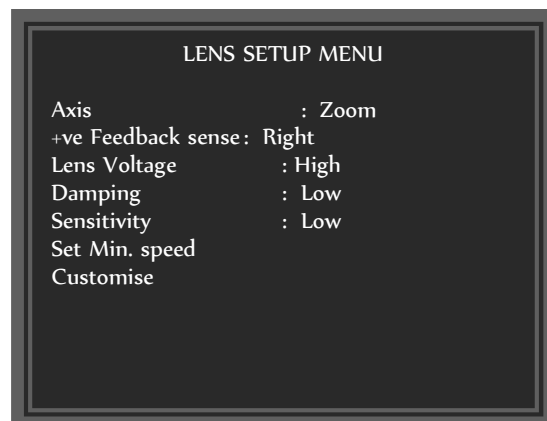 LENS SETUP MENU
Axis : Zoom
+ve Feedback sense : Right
Lens Voltage : High
Damping : Low
Sensitivity : Low
Set Min. speed
Customise